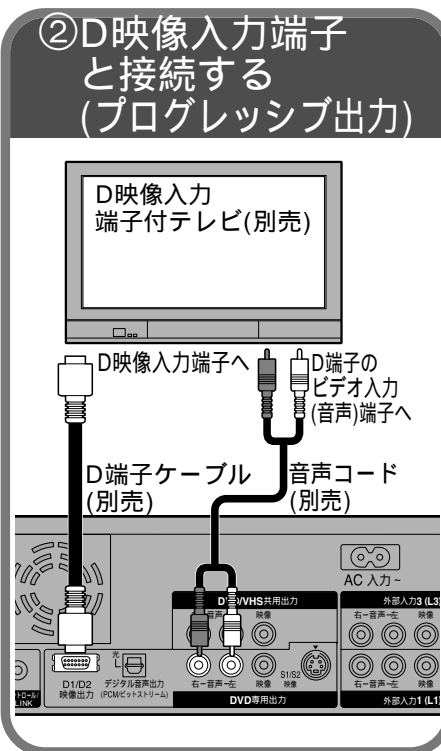 ②D映像入力端子
と接続する
(プログレッシブ出力)
D映像入力
端子付テレビ(別売)
D映像入力端子へ
D端子の
ビデオ入力
(音声)端子へ
D端子ケーブル
(別売)
音声コード
(別売)
AC 入力~
DVD/VHS共用出力
音声 映像
外部入力3 (L3)
右-音声-左 映像
光
D1/D2
映像出力
デジタル音声出力
(PCM/ビットストリーム)
右-音声-左 映像
S1/S2
映像
DVD専用出力
右-音声-左 映像
外部入力1 (L1)
LINK